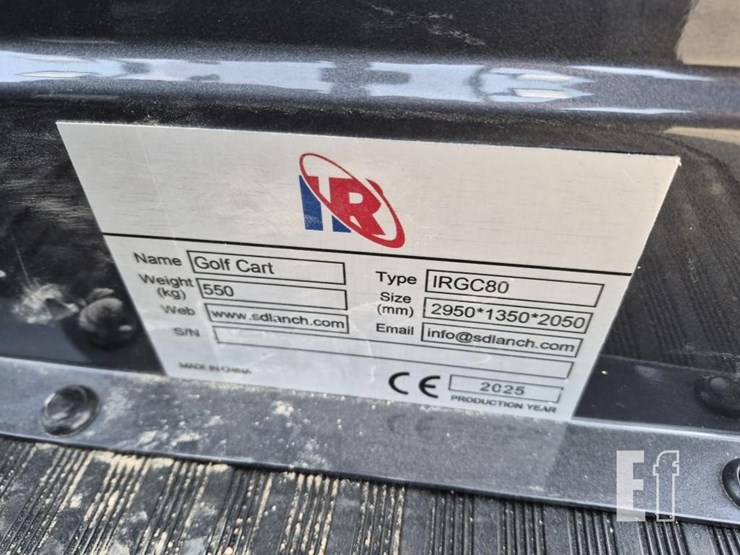 IR
Name Golf Cart Type IRGC80
Weight (kg) 550 Size (mm) 2950*1350*2050
Web www.sdlanch.com Email info@sdlanch.com
S/N
MADE IN CHINA CE 2025
PRODUCTION YEAR
Ef